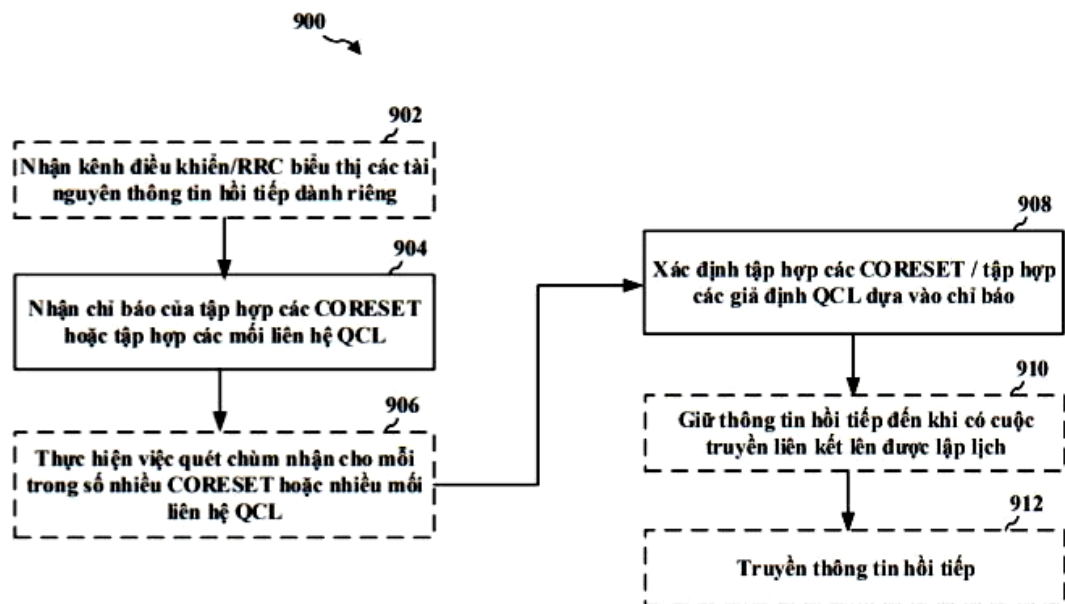 900
902
Nhận kênh điều khiển/RRC biểu thị các tài
nguyên thông tin hồi tiếp dành riêng
904
Nhận chỉ báo của tập hợp các CORESET
hoặc tập hợp các mối liên hệ QCL
906
Thực hiện việc quét chùm nhận cho mỗi
trong số nhiều CORESET hoặc nhiều mối
liên hệ QCL
908
Xác định tập hợp các CORESET / tập hợp
các giả định QCL dựa vào chỉ báo
910
Giữ thông tin hồi tiếp đến khi có cuộc
truyền liên kết lên được lập lịch
912
Truyền thông tin hồi tiếp